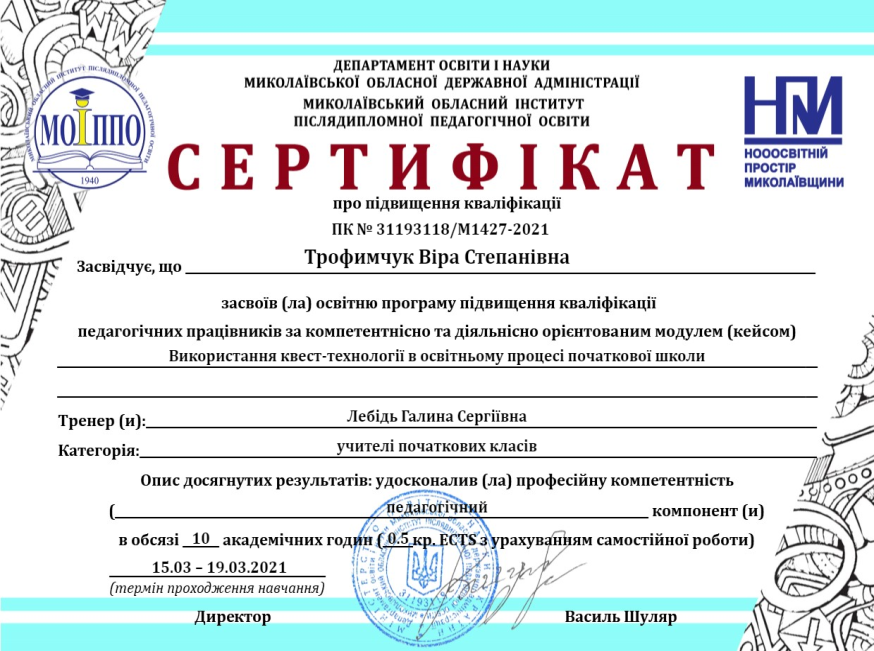 ДЕПАРТАМЕНТ ОСВІТИ І НАУКИ
МИКОЛАЇВСЬКОЇ ОБЛАСНОЇ ДЕРЖАВНОЇ АДМІНІСТРАЦІЇ
МИКОЛАЇВСЬКИЙ ОБЛАСНИЙ ІНСТИТУТ
ПІСЛЯДИПЛОМНОЇ ПЕДАГОГІЧНОЇ ОСВІТИ
МОІППО
1940
НПМ
НОООСВІТНІЙ
ПРОСТІР
МИКОЛАЇВЩИНИ
СЕРТИФІКАТ
про підвищення кваліфікації
ПК № 31193118/М1427-2021
Засвідчує, що Трофимчук Віра Степанівна
засвоїв (ла) освітню програму підвищення кваліфікації
педагогічних працівників за компетентнісно та діяльнісно орієнтованим модулем (кейсом)
Використання квест-технології в освітньому процесі початкової школи
Тренер (и): Лебідь Галина Сергіївна
Категорія: учителі початкових класів
Опис досягнутих результатів: удосконалив (ла) професійну компетентність
( педагогічний компонент (и)
в обсязі 10 академічних годин ( 0.5 кр. ECTS з урахуванням самостійної роботи)
15.03 – 19.03.2021
(термін проходження навчання)
Директор Василь Шуляр